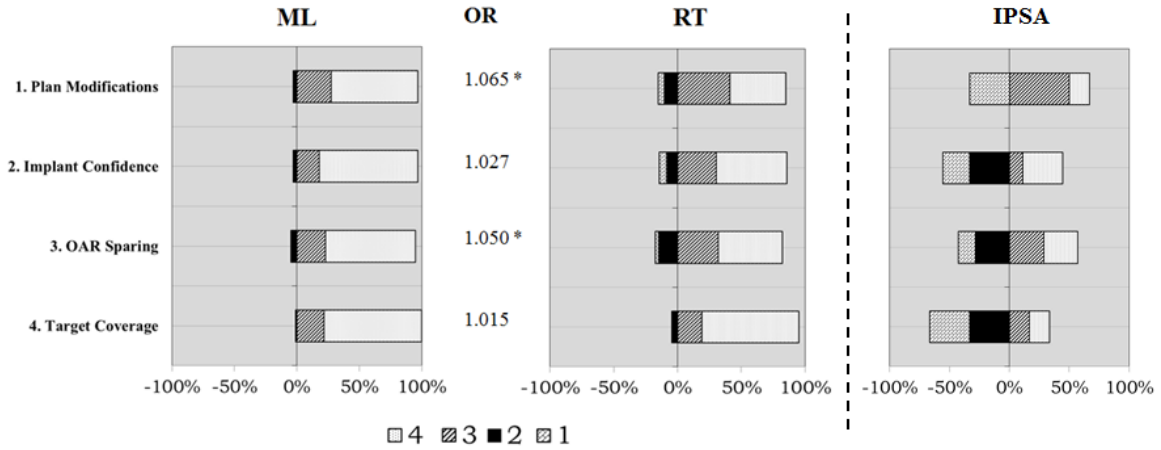 ML OR RT IPSA
1. Plan Modifications 1.065 *
2. Implant Confidence 1.027
3. OAR Sparing 1.050 *
4. Target Coverage 1.015
-100% -50% 0% 50% 100% -100% -50% 0% 50% 100% -100% -50% 0% 50% 100%
4 3 2 1